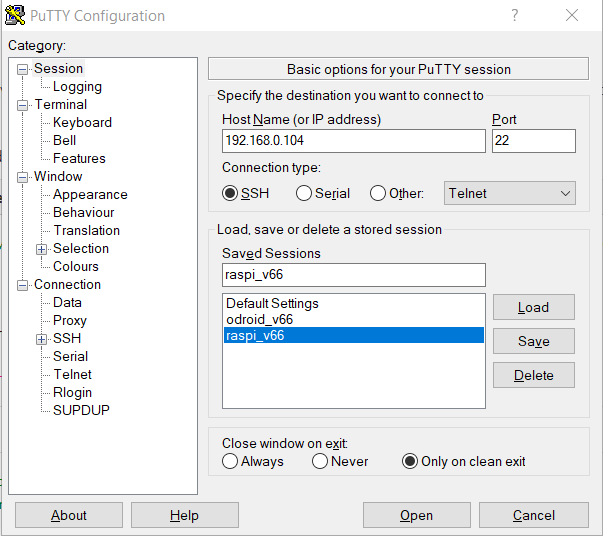 PuTTY Configuration
Category:
Session
Logging
Terminal
Keyboard
Bell
Features
Window
Appearance
Behaviour
Translation
Selection
Colours
Connection
Data
Proxy
SSH
Serial
Telnet
Rlogin
SUPDUP
Basic options for your PuTTY session
Specify the destination you want to connect to
Host Name (or IP address) Port
192.168.0.104 22
Connection type:
SSH Serial Other: Telnet
Load, save or delete a stored session
Saved Sessions
raspi_v66
Default Settings
odroid_v66
raspi_v66
Load
Save
Delete
Close window on exit:
Always Never Only on clean exit
About Help Open Cancel